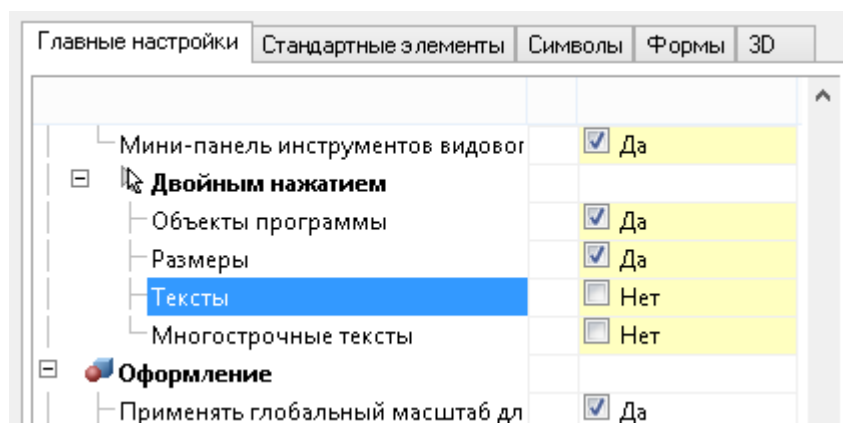 Главные настройки Стандартные элементы Символы Формы 3D
Мини-панель инструментов видовог Да
Двойным нажатием
Объекты программы Да
Размеры Да
Тексты Нет
Многострочные тексты Нет
Оформление
Применять глобальный масштаб дл Да